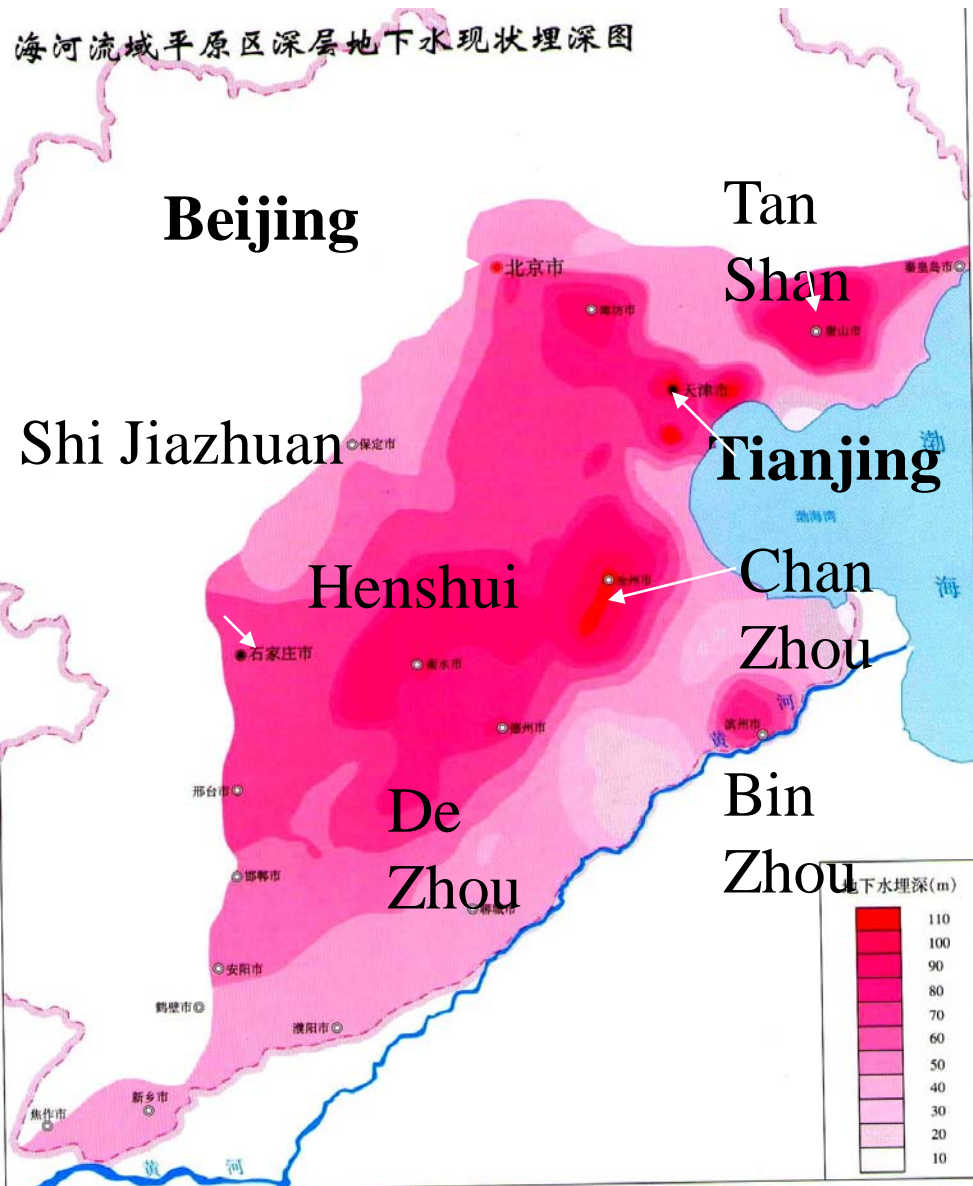 海河流域平原区深层地下水现状埋深图
Tan
Shan
Beijing
北京市
秦皇岛市
廊坊市
唐山市
天津市
Shi Jiazhuan
保定市
Tianjing
渤
海
渤海湾
Henshui
沧州市
Chan
Zhou
石家庄市
衡水市
德州市
滨州市
河
黄
邢台市
De
Zhou
Bin
Zhou
邯郸市
聊城市
安阳市
鹤壁市
濮阳市
新乡市
焦作市
黄 河
地下水埋深(m)
110
100
90
80
70
60
50
40
30
20
10